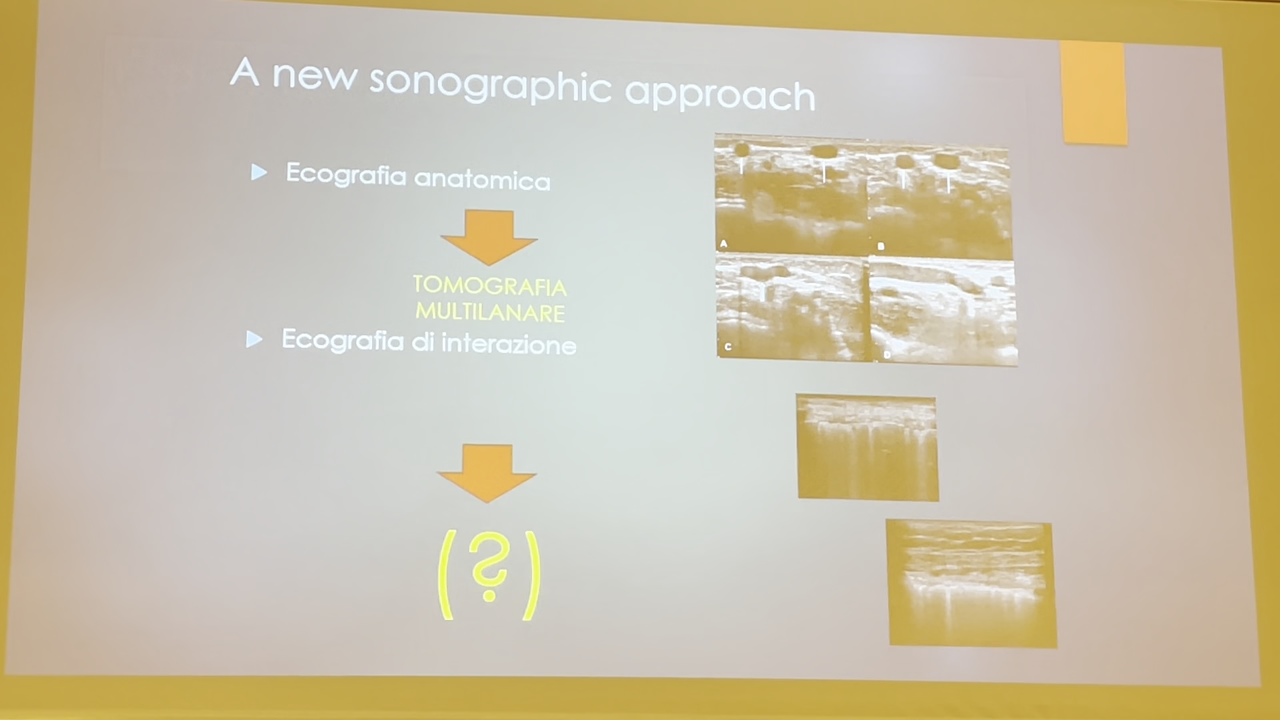 A new sonographic approach
Ecografia anatomica
TOMOGRAFIA
MULTILANARE
Ecografia di interazione
(?)
A
B
C
D